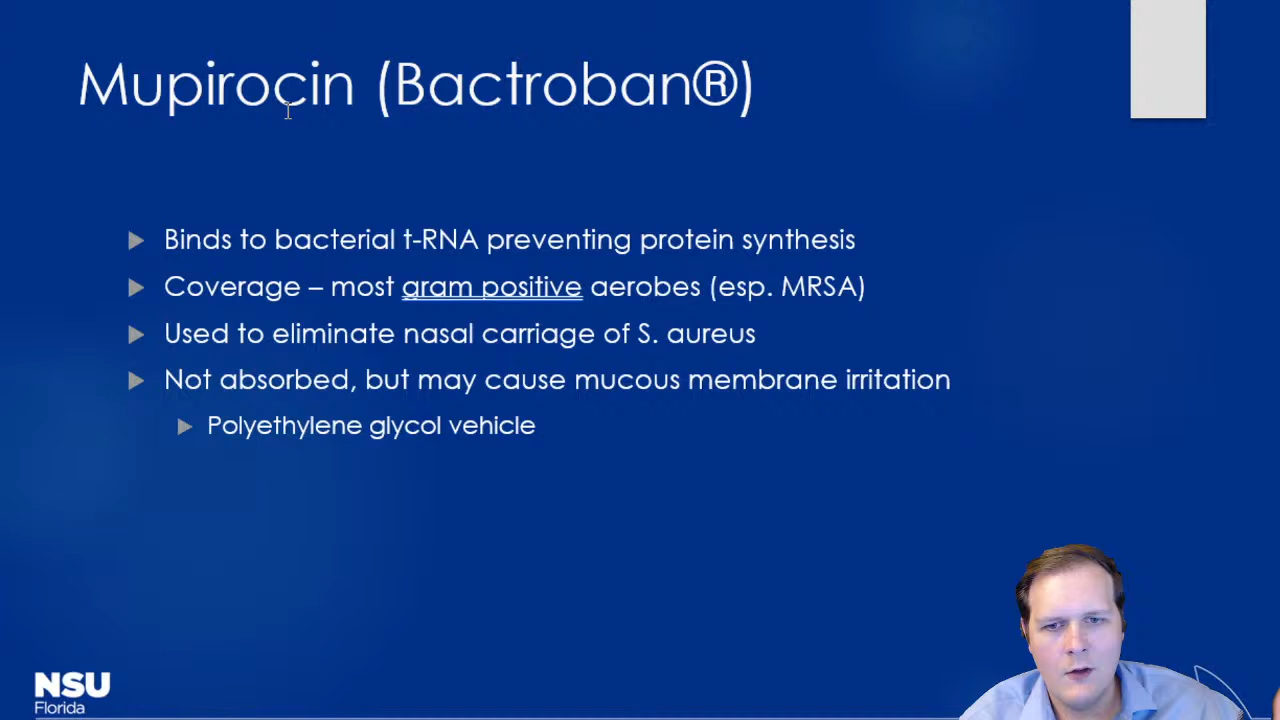 Mupirocin (Bactroban®)
Binds to bacterial t-RNA preventing protein synthesis
Coverage – most gram positive aerobes (esp. MRSA)
Used to eliminate nasal carriage of S. aureus
Not absorbed, but may cause mucous membrane irritation
Polyethylene glycol vehicle
NSU
Florida